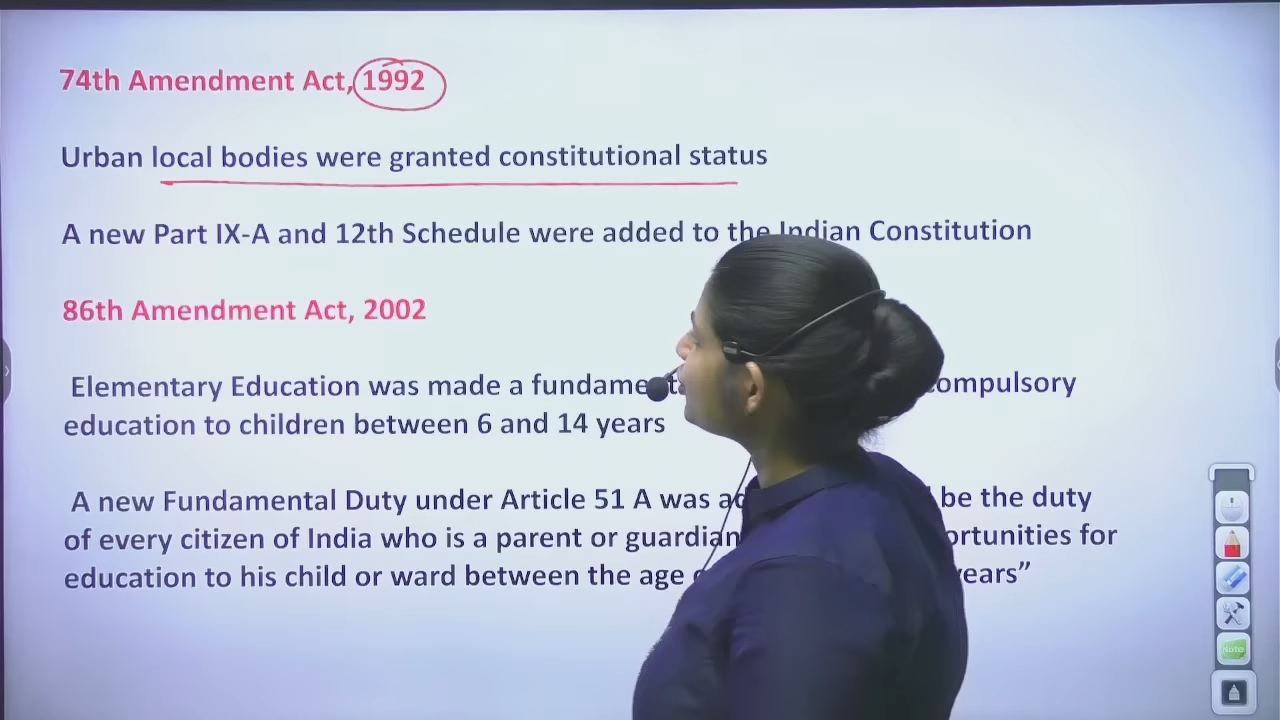 74th Amendment Act, 1992
Urban local bodies were granted constitutional status
A new Part IX-A and 12th Schedule were added to the Indian Constitution
86th Amendment Act, 2002
Elementary Education was made a compulsory
education to children between 6 and 14 years
A new Fundamental Duty under Article 51 A was be the duty
of every citizen of India who is a parent or guardian for
education to his child or ward between the age years”
Note